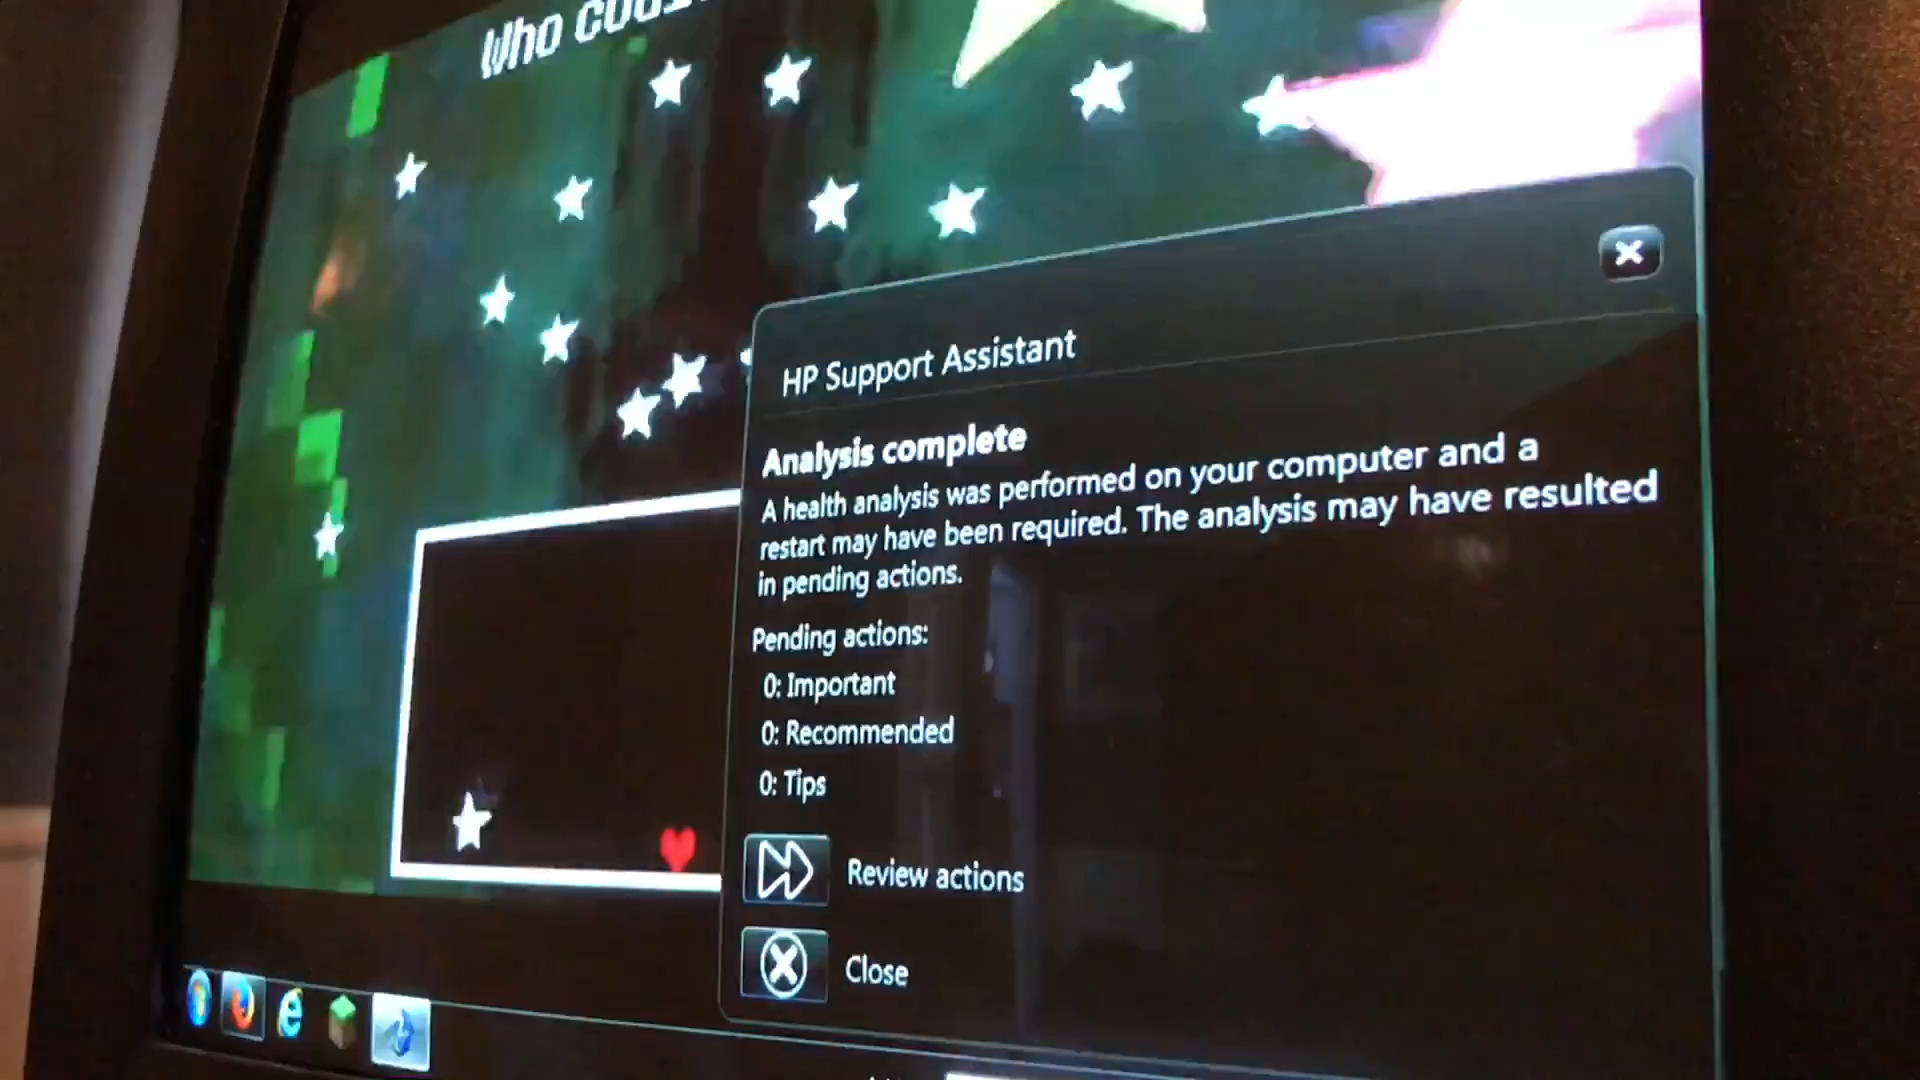 Who
HP Support Assistant
Analysis complete
A health analysis was performed on your computer and a
restart may have been required. The analysis may have resulted
in pending actions.
Pending actions:
0: Important
0: Recommended
0: Tips
Review actions
Close